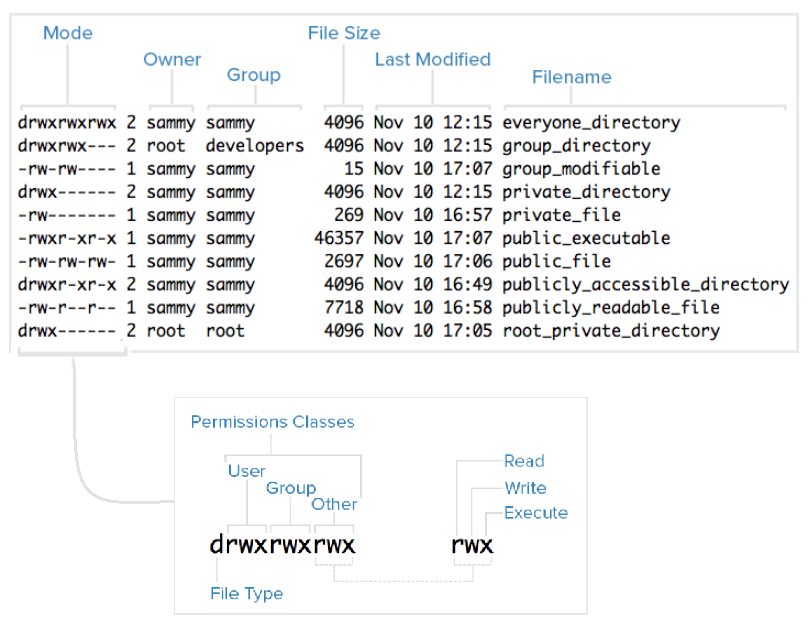 Mode
File Size
Owner
Last Modified
Group
Filename
drwxrwxrwx 2 sammy sammy 4096 Nov 10 12:15 everyone_directory
drwxrwx--- 2 root developers 4096 Nov 10 12:15 group_directory
-rw-rw---- 1 sammy sammy 15 Nov 10 17:07 group_modifiable
drwx------ 2 sammy sammy 4096 Nov 10 12:15 private_directory
-rw------- 1 sammy sammy 269 Nov 10 16:57 private_file
-rwxr-xr-x 1 sammy sammy 46357 Nov 10 17:07 public_executable
-rw-rw-rw- 1 sammy sammy 2697 Nov 10 17:06 public_file
drwxr-xr-x 2 sammy sammy 4096 Nov 10 16:49 publicly_accessible_directory
-rw-r--r-- 1 sammy sammy 7718 Nov 10 16:58 publicly_readable_file
drwx------ 2 root root 4096 Nov 10 17:05 root_private_directory
Permissions Classes
User
Group
Other
drwxrwxrwx
File Type
Read
Write
Execute
rwx